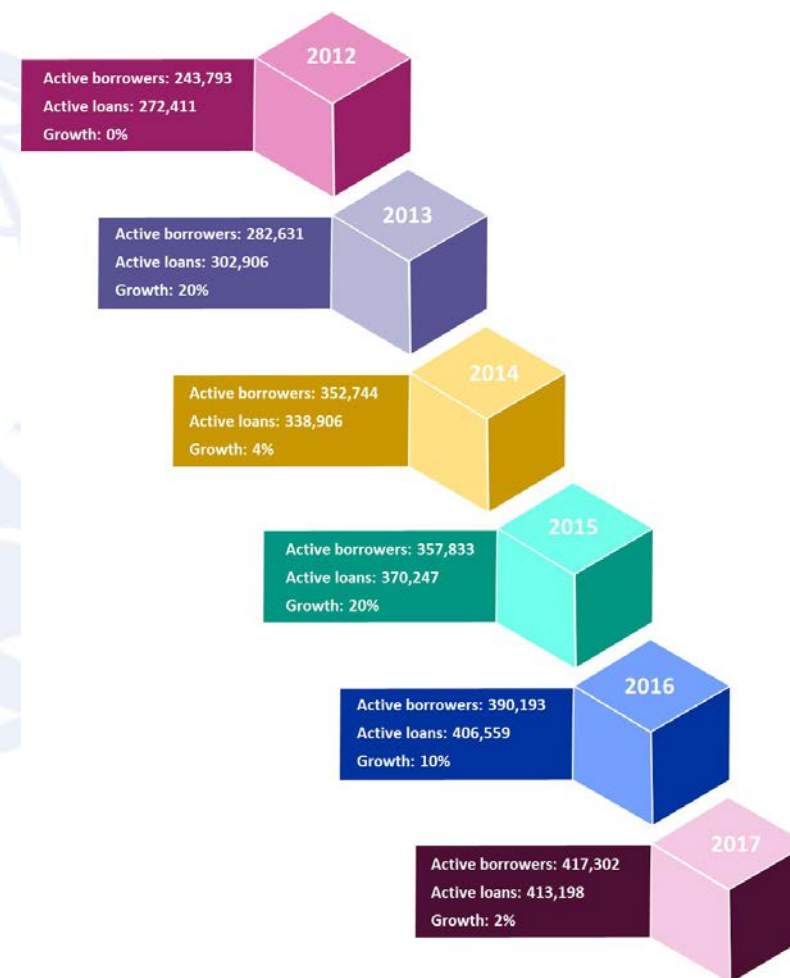 2012
Active borrowers: 243,793
Active loans: 272,411
Growth: 0%
2013
Active borrowers: 282,631
Active loans: 302,906
Growth: 20%
2014
Active borrowers: 352,744
Active loans: 338,906
Growth: 4%
2015
Active borrowers: 357,833
Active loans: 370,247
Growth: 20%
2016
Active borrowers: 390,193
Active loans: 406,559
Growth: 10%
2017
Active borrowers: 417,302
Active loans: 413,198
Growth: 2%